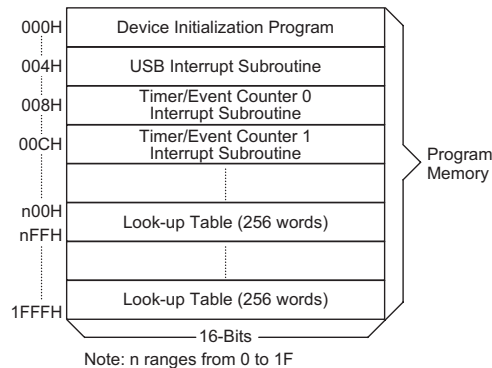 000H
Device Initialization Program
004H
USB Interrupt Subroutine
008H
Timer/Event Counter 0
Interrupt Subroutine
00CH
Timer/Event Counter 1
Interrupt Subroutine
Program
Memory
n00H
Look-up Table (256 words)
nFFH
Look-up Table (256 words)
1FFFH
16-Bits
Note: n ranges from 0 to 1F